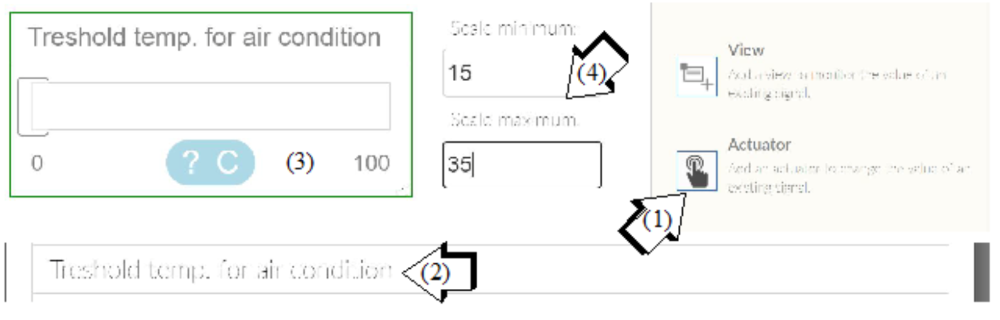 Treshold temp. for air condition
0
? C
(3)
100
Scale minimum:
15
(4)
Scale maximum:
35
View
Add a view to monitor the value of an
existing signal.
Actuator
Add an actuator to change the value of an
existing signal.
(1)
Treshold temp. for air condition
(2)